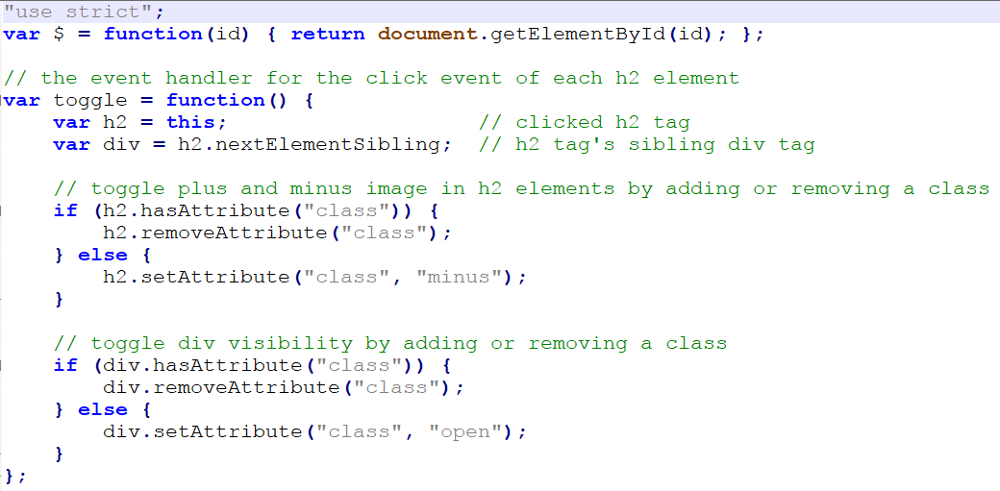 "use strict";
var $ = function(id) { return document.getElementById(id); };
// the event handler for the click event of each h2 element
var toggle = function() {
    var h2 = this;                    // clicked h2 tag
    var div = h2.nextElementSibling;  // h2 tag's sibling div tag
    // toggle plus and minus image in h2 elements by adding or removing a class
    if (h2.hasAttribute("class")) {
        h2.removeAttribute("class");
    } else {
        h2.setAttribute("class", "minus");
    }
    // toggle div visibility by adding or removing a class
    if (div.hasAttribute("class")) {
        div.removeAttribute("class");
    } else {
        div.setAttribute("class", "open");
    }
};